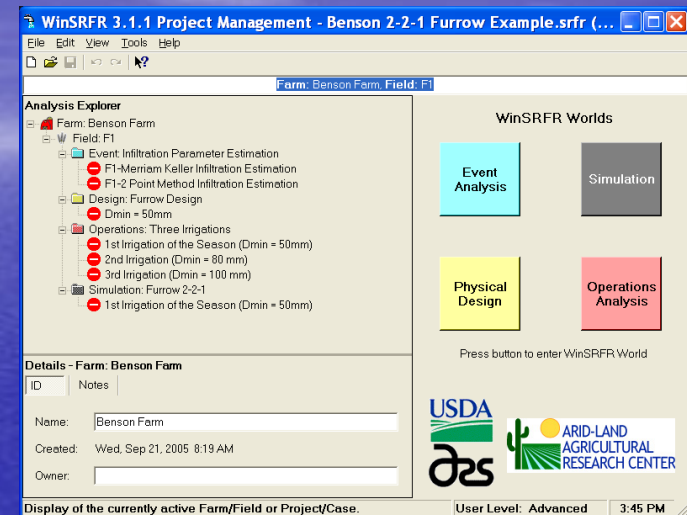 WinSRFR 3.1.1 Project Management - Benson 2-2-1 Furrow Example.srfr (...
File Edit View Tools Help
Farm: Benson Farm, Field: F1
Analysis Explorer
Farm: Benson Farm
Field: F1
Event: Infiltration Parameter Estimation
F1-Merriam Keller Infiltration Estimation
F1-2 Point Method Infiltration Estimation
Design: Furrow Design
Dmin = 50mm
Operations: Three Irrigations
1st Irrigation of the Season (Dmin = 50mm)
2nd Irrigation (Dmin = 80 mm)
3rd Irrigation (Dmin = 100 mm)
Simulation: Furrow 2-2-1
1st Irrigation of the Season (Dmin = 50mm)
Details - Farm: Benson Farm
ID Notes
Name: Benson Farm
Created: Wed, Sep 21, 2005 8:19 AM
Owner:
WinSRFR Worlds
Event
Analysis
Simulation
Physical
Design
Operations
Analysis
Press button to enter WinSRFR World
USDA
ars
ARID-LAND
AGRICULTURAL
RESEARCH CENTER
Display of the currently active Farm/Field or Project/Case.
User Level: Advanced
3:45 PM